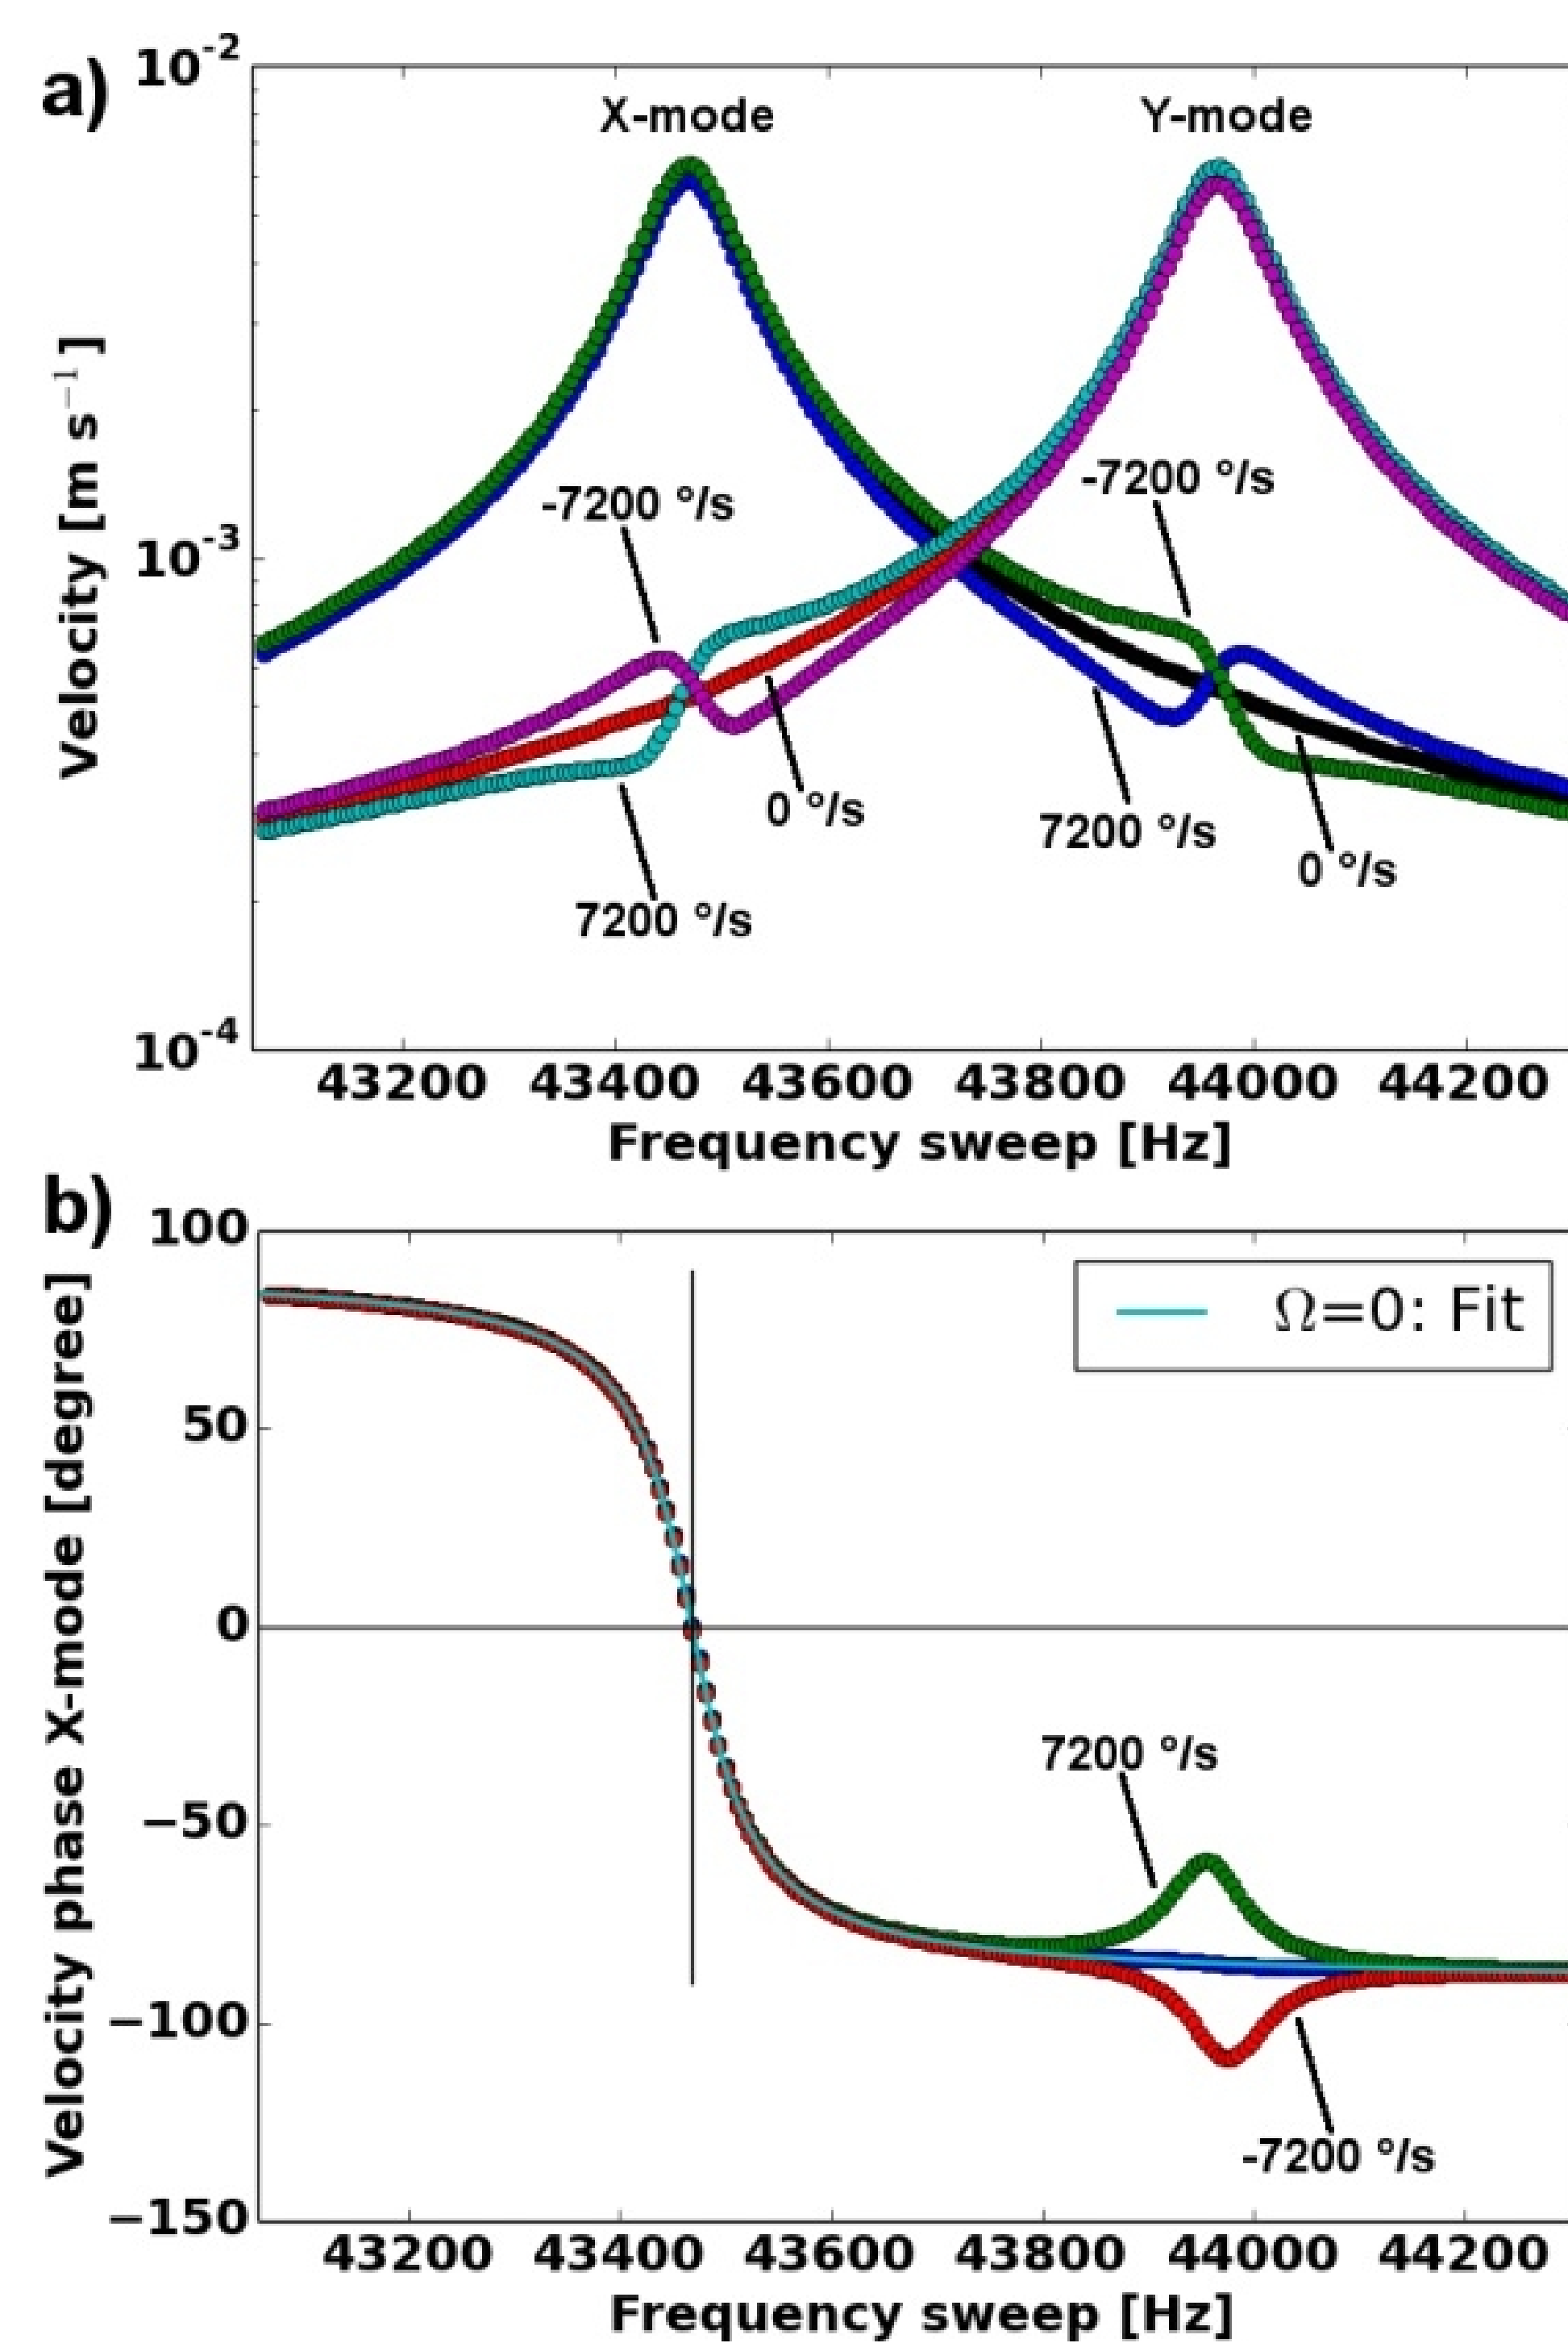 a)
10-2
X-mode
Y-mode
-7200 °/s
-7200 °/s
10-3
Velocity [m s−1]
0 °/s
7200 °/s
0 °/s
7200 °/s
10-4
43200 43400 43600 43800 44000 44200
Frequency sweep [Hz]
b)
100
Ω=0: Fit
50
0
Velocity phase X-mode [degree]
7200 °/s
−50
−100
-7200 °/s
−150
43200 43400 43600 43800 44000 44200
Frequency sweep [Hz]